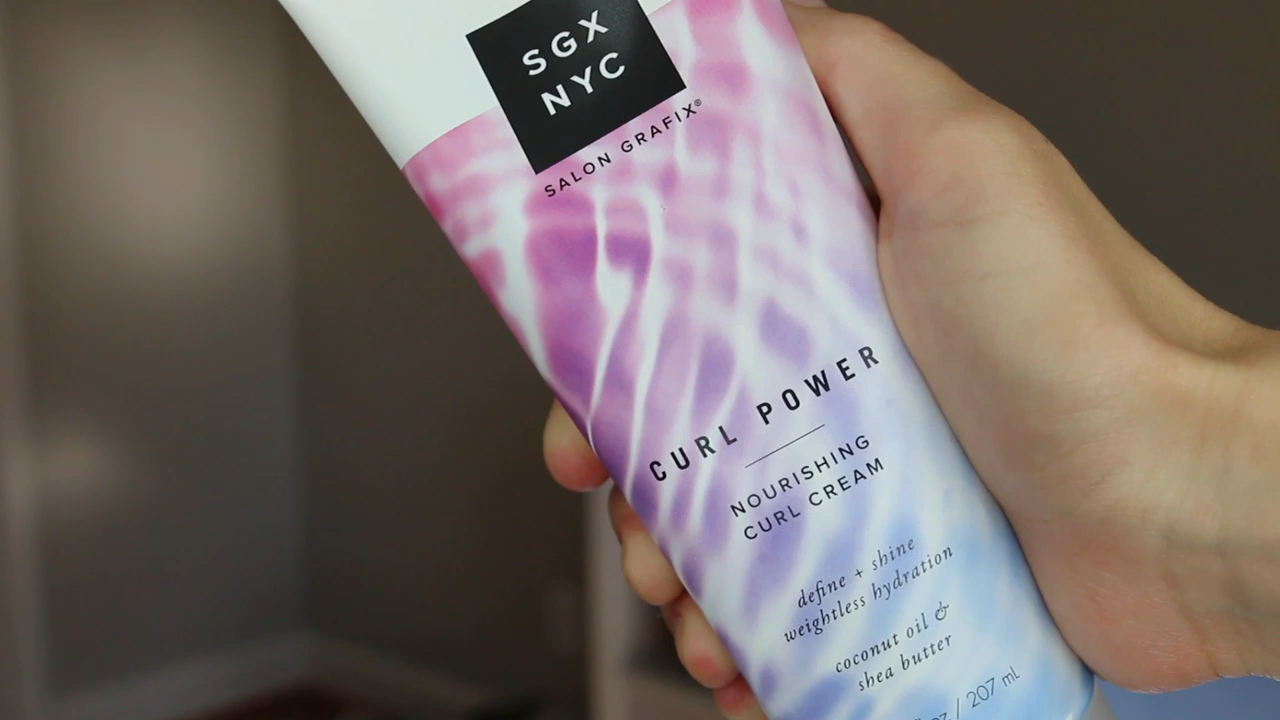 SGX
NYC
SALON GRAFIX®
CURL POWER
NOURISHING
CURL CREAM
define + shine
weightless hydration
coconut oil &
shea butter
oz / 207 ml